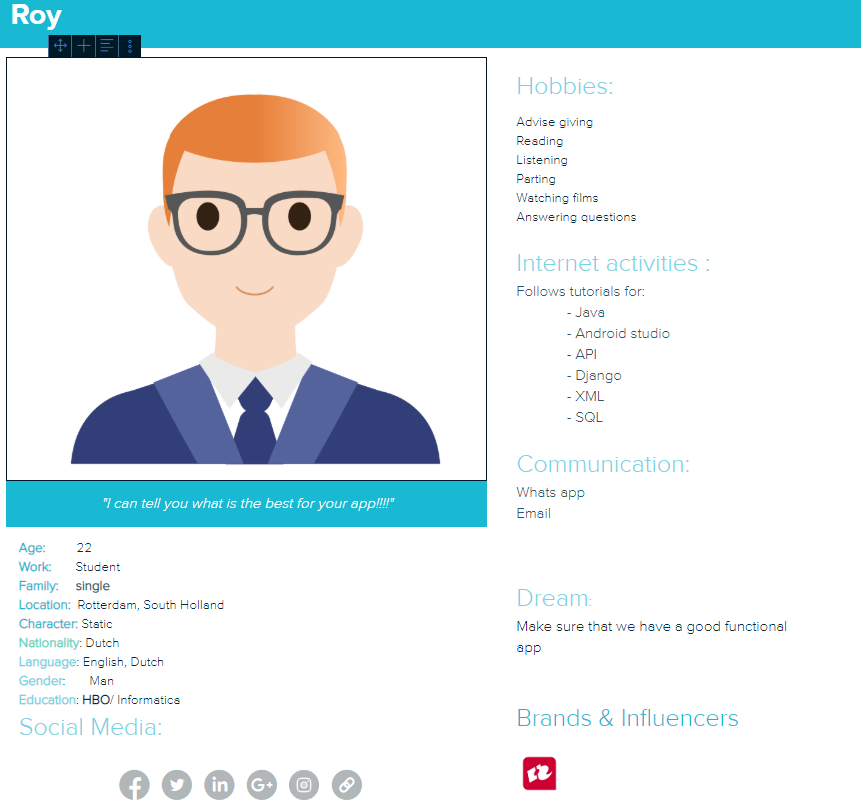 Roy
"I can tell you what is the best for your app!!!!"
Age: 22
Work: Student
Family: single
Location: Rotterdam, South Holland
Character: Static
Nationality: Dutch
Language: English, Dutch
Gender: Man
Education: HBO/ Informatica
Social Media:
Hobbies:
Advise giving
Reading
Listening
Parting
Watching films
Answering questions
Internet activities :
Follows tutorials for:
- Java
- Android studio
- API
- Django
- XML
- SQL
Communication:
Whats app
Email
Dream:
Make sure that we have a good functional
app
Brands & Influencers